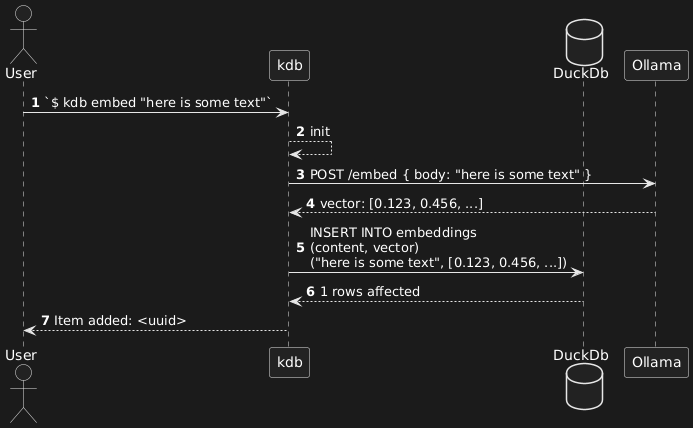 User
kdb
DuckDb
Ollama
1 `$ kdb embed "here is some text"`
2 init
3 POST /embed { body: "here is some text" }
4 vector: [0.123, 0.456, ...]
INSERT INTO embeddings
5 (content, vector)
("here is some text", [0.123, 0.456, ...])
6 1 rows affected
7 Item added: <uuid>
User
kdb
DuckDb
Ollama